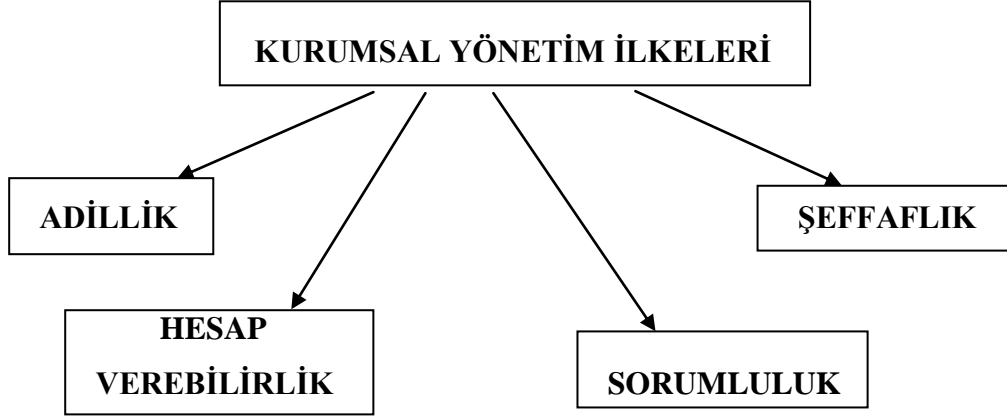 KURUMSAL YÖNETİM İLKELERİ
ADİLLİK
ŞEFFAFLIK
HESAP
VEREBİLİRLİK
SORUMLULUK